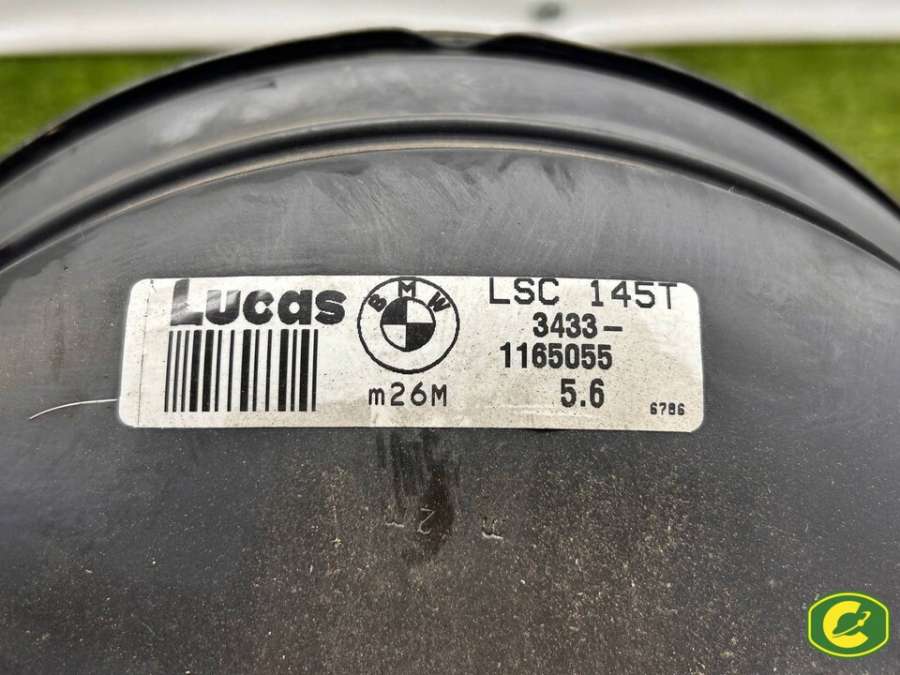 Lucas
BMW
m26M
LSC 145T
3433-
1165055
5.6
6786